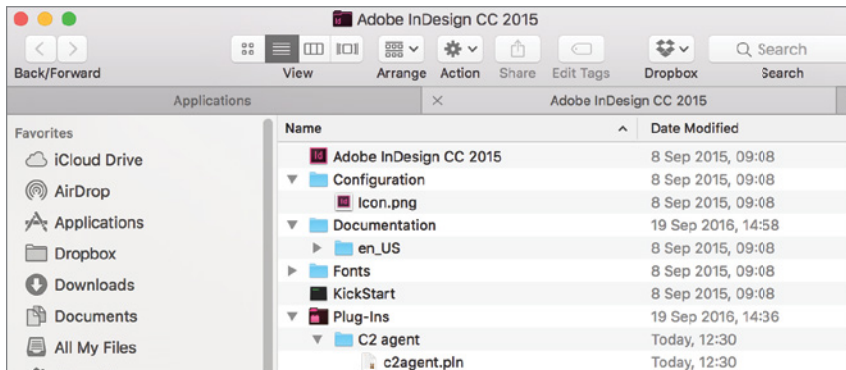 Adobe InDesign CC 2015
Search
Back/Forward View Arrange Action Share Edit Tags Dropbox Search
Applications Adobe InDesign CC 2015
Favorites
iCloud Drive
AirDrop
Applications
Dropbox
Downloads
Documents
All My Files
Name Date Modified
Adobe InDesign CC 2015 8 Sep 2015, 09:08
Configuration 8 Sep 2015, 09:08
Icon.png 8 Sep 2015, 09:08
Documentation 19 Sep 2016, 14:58
en_US 8 Sep 2015, 09:08
Fonts 8 Sep 2015, 09:08
KickStart 8 Sep 2015, 09:08
Plug-Ins 19 Sep 2016, 14:36
C2 agent Today, 12:30
c2agent.pln Today, 12:30